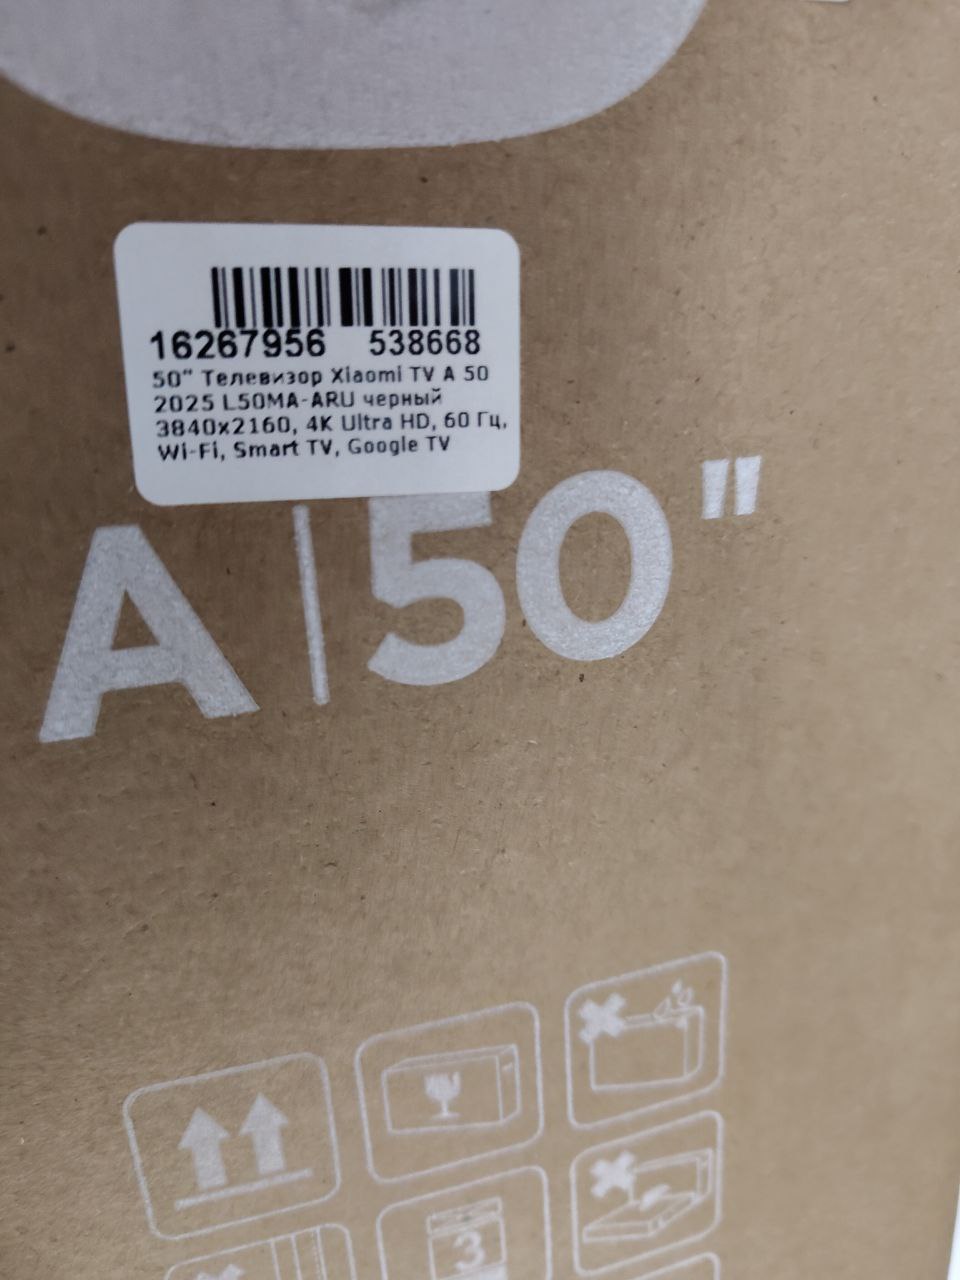 16267956 538668
50" Телевизор Xiaomi TV A 50
2025 L50MA-ARU черный
3840x2160, 4K Ultra HD, 60 Гц,
Wi-Fi, Smart TV, Google TV
A | 50"
3